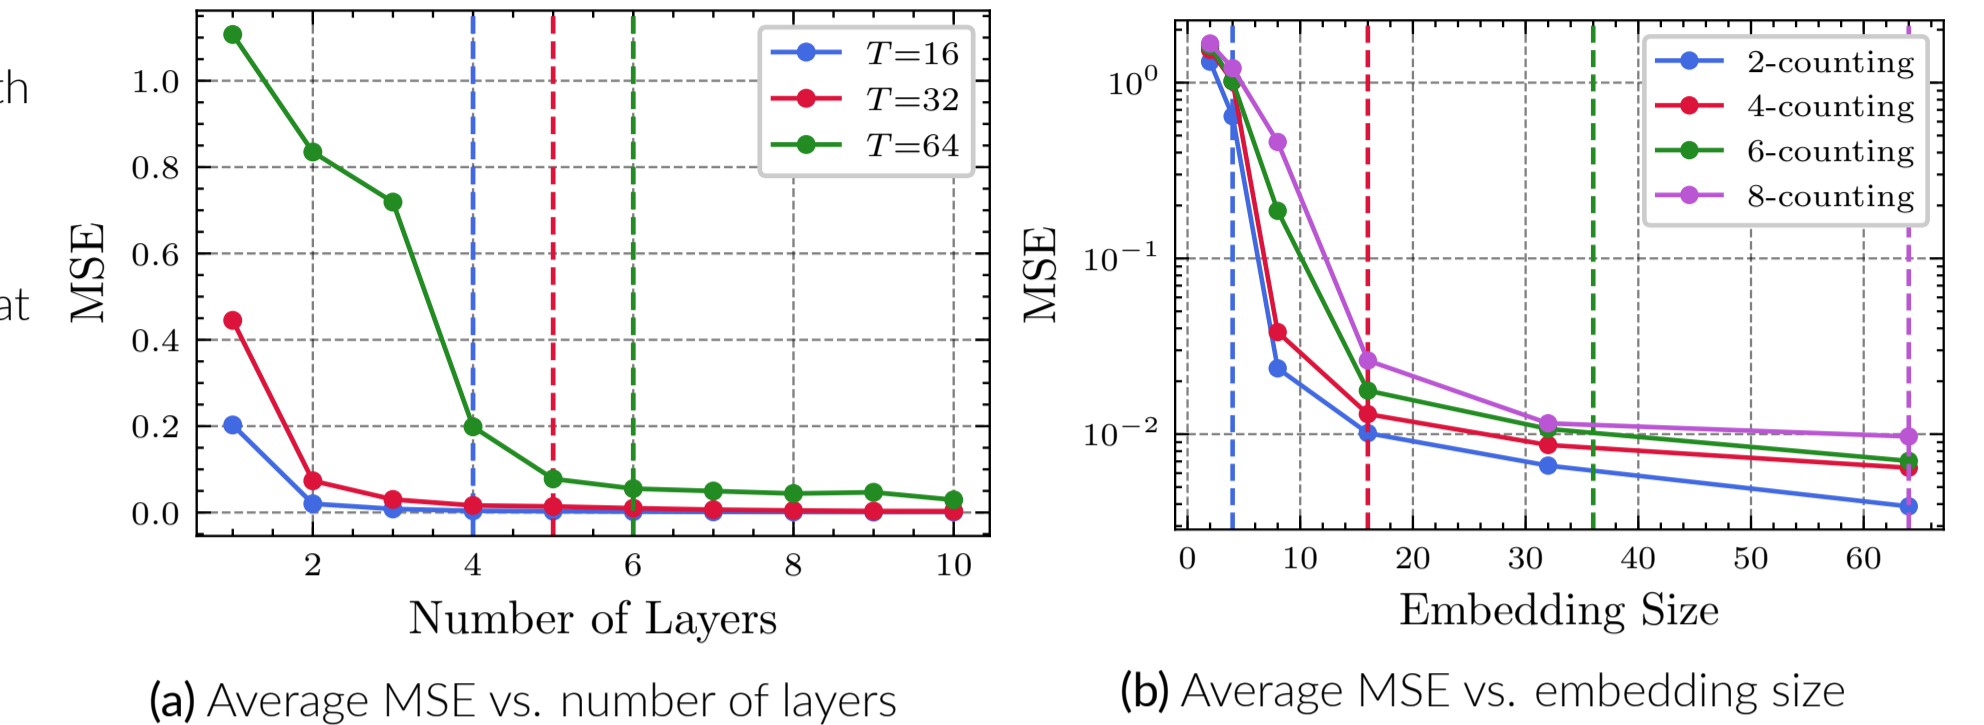 th
at
1.0
0.8
0.6
0.4
0.2
0.0
MSE
2 4 6 8 10
Number of Layers
T=16
T=32
T=64
(a) Average MSE vs. number of layers
10^0
10^-1
10^-2
MSE
0 10 20 30 40 50 60
Embedding Size
2-counting
4-counting
6-counting
8-counting
(b) Average MSE vs. embedding size